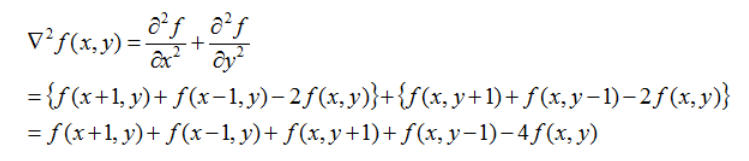 ∇²f(x,y)=∂²f/∂x²+∂²f/∂y²
={f(x+1,y)+f(x−1,y)−2f(x,y)}+{f(x,y+1)+f(x,y−1)−2f(x,y)}
=f(x+1,y)+f(x−1,y)+f(x,y+1)+f(x,y−1)−4f(x,y)